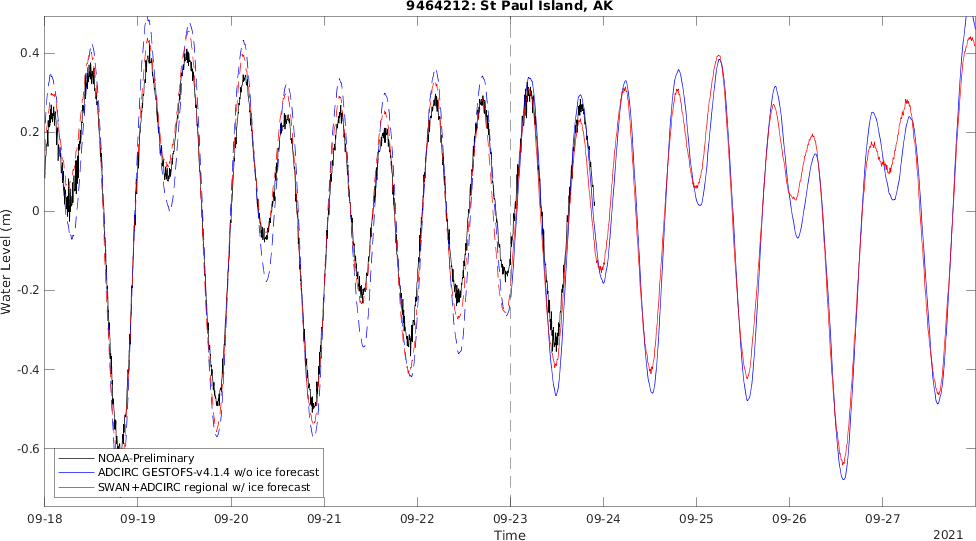 9464212: St Paul Island, AK
0.4
0.2
0
-0.2
-0.4
-0.6
Water Level (m)
NOAA-Preliminary
ADCIRC GESTOFS-v4.1.4 w/o ice forecast
SWAN+ADCIRC regional w/ ice forecast
09-18 09-19 09-20 09-21 09-22 09-23 09-24 09-25 09-26 09-27
Time
2021